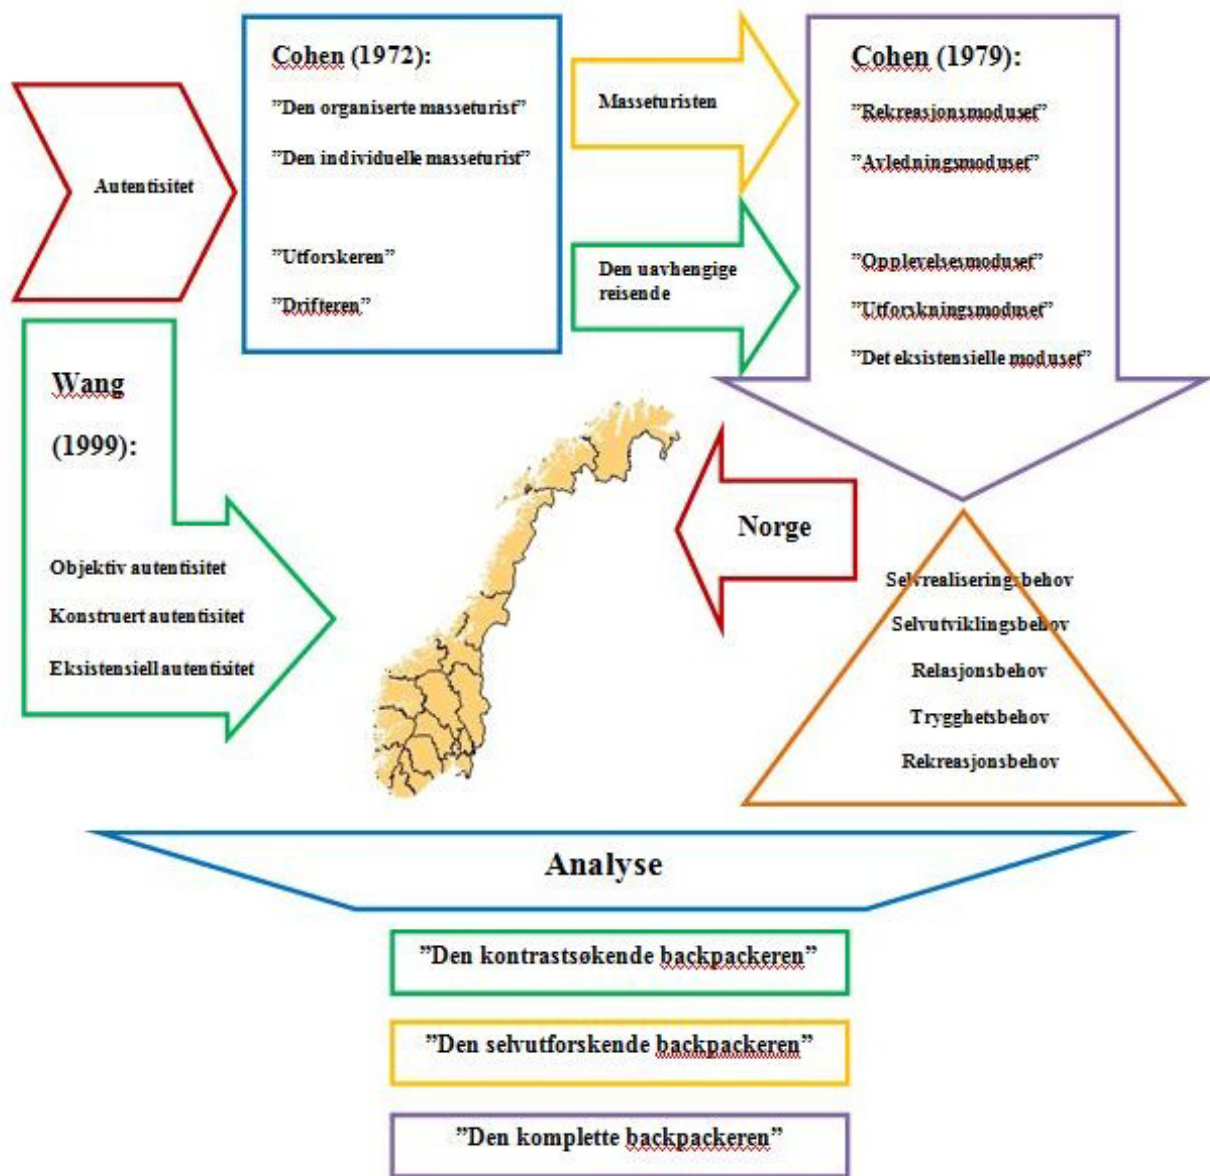 Autentisitet
Cohen (1972):
”Den organiserte masseturist”
”Den individuelle masseturist”
”Utforskeren”
”Drifteren”
Masseturisten
Den uavhengige
reisende
Cohen (1979):
”Rekreasjonsmoduset”
”Avledningsmoduset”
”Opplevelsesmoduset”
”Utforskningsmoduset”
”Det eksistensielle moduset”
Wang
(1999):
Objektiv autentisitet
Konstruert autentisitet
Eksistensiell autentisitet
Norge
Selvrealiseringsbehov
Selvutviklingsbehov
Relasjonsbehov
Trygghetsbehov
Rekreasjonsbehov
Analyse
”Den kontrastsøkende backpackeren”
”Den selvutforskende backpackeren”
”Den komplette backpackeren”